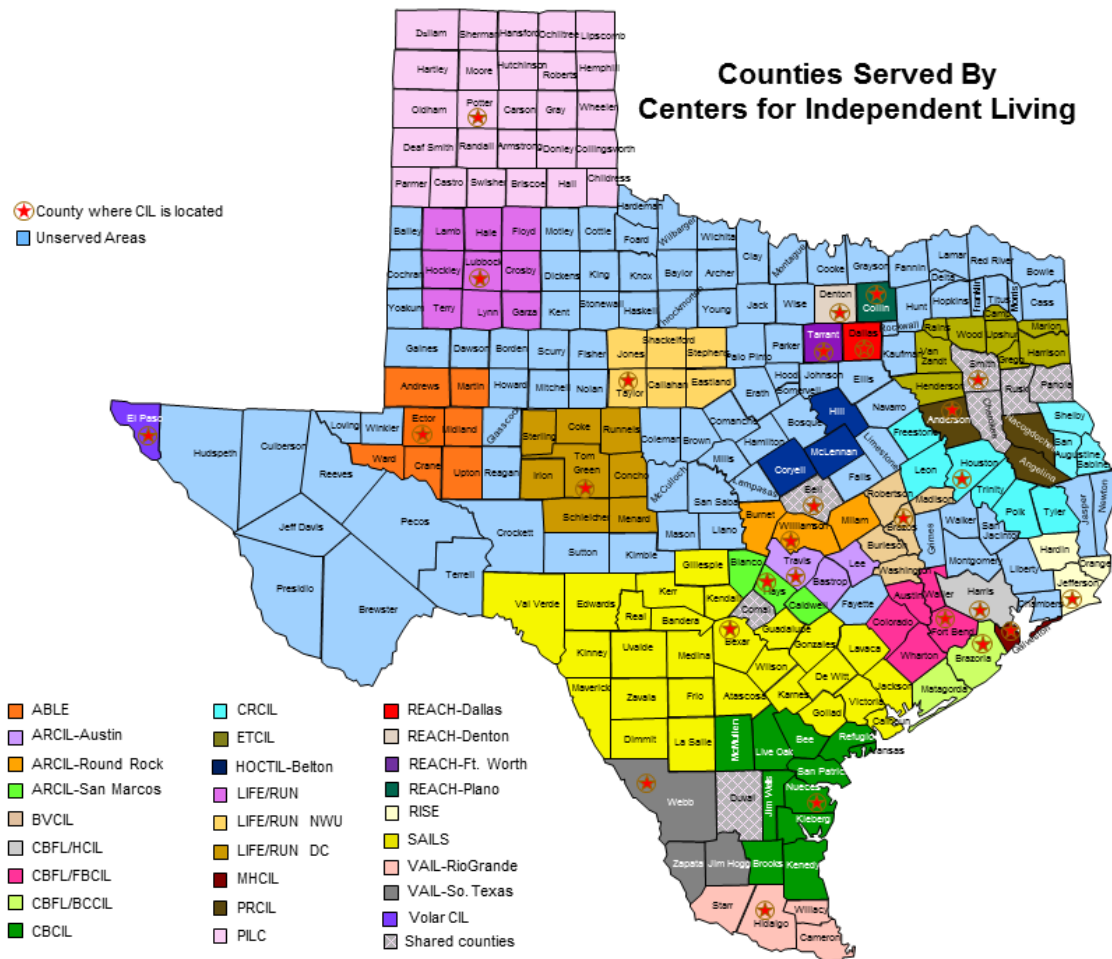 Counties Served By
Centers for Independent Living
County where CIL is located
Unserved Areas
Dallam Sherman Hansford Ochiltree Lipscomb
Hartley Moore Hutchinson Roberts Hemphill
Oldham Potter Carson Gray Wheeler
Deaf Smith Randall Armstrong Donley Collingsworth
Parmer Castro Swisher Briscoe Hall Childress
Hardeman
Bailey Lamb Hale Floyd Motley Cottle Foard Wilbarger Wichita
Clay Montague Cooke Grayson Fannin Lamar Red River Bowie
Delta
Cochran Hockley Lubbock Crosby Dickens King Knox Baylor Archer
Yoakum Terry Lynn Garza Kent Stonewall Haskell Throckmorton Young Jack Wise Denton Collin Hunt Hopkins Franklin Titus Morris Cass
Camp
Rockwall
Gaines Dawson Borden Scurry Fisher Jones Shackelford Stephens Palo Pinto Parker Tarrant Dallas Kaufman Rains Wood Upshur Marion
Van Zandt Smith Gregg Harrison
Andrews Martin Howard Mitchell Nolan Taylor Callahan Eastland Erath Hood Johnson Ellis Henderson Rusk Panola
Somervell
El Paso Hudspeth Culberson Loving Winkler Ector Midland Glasscock Sterling Coke Runnels Coleman Brown Comanche Hamilton Bosque Hill Navarro Anderson Cherokee Nacogdoches Shelby
Freestone San Augustine Sabine
Reeves Ward Crane Upton Reagan Irion Tom Green Concho McCulloch Mills Coryell McLennan Limestone Leon Houston Angelina
San Saba Lampasas Bell Falls Robertson Madison Trinity
Jeff Davis Pecos Crockett Schleicher Menard Mason Llano Burnet Williamson Milam Brazos Grimes Walker San Jacinto Polk Tyler Jasper Newton
Sutton Kimble Burleson Hardin
Presidio Brewster Terrell Gillespie Blanco Travis Lee Washington Montgomery Liberty Orange
Val Verde Edwards Kerr Kendall Hays Bastrop Fayette Austin Waller Harris Chambers Jefferson
Real Bandera Comal Caldwell Colorado Fort Bend Galveston
Kinney Uvalde Medina Bexar Guadalupe Gonzales Lavaca Wharton Brazoria
Wilson De Witt Matagorda
Maverick Zavala Frio Atascosa Karnes Jackson
Goliad Victoria Calhoun
Dimmit La Salle McMullen Live Oak Bee Refugio Aransas
San Patric
Webb Duval Jim Wells Nueces
Kleberg
Zapata Jim Hogg Brooks Kenedy
Starr Hidalgo Willacy
Cameron
ABLE
ARCIL-Austin
ARCIL-Round Rock
ARCIL-San Marcos
BVCIL
CBFL/HCIL
CBFL/FBCIL
CBFL/BCCIL
CBCIL
CRCIL
ETCIL
HOCTIL-Belton
LIFE/RUN
LIFE/RUN NWU
LIFE/RUN DC
MHCIL
PRCIL
PILC
REACH-Dallas
REACH-Denton
REACH-Ft. Worth
REACH-Plano
RISE
SAILS
VAIL-RioGrande
VAIL-So. Texas
Volar CIL
Shared counties